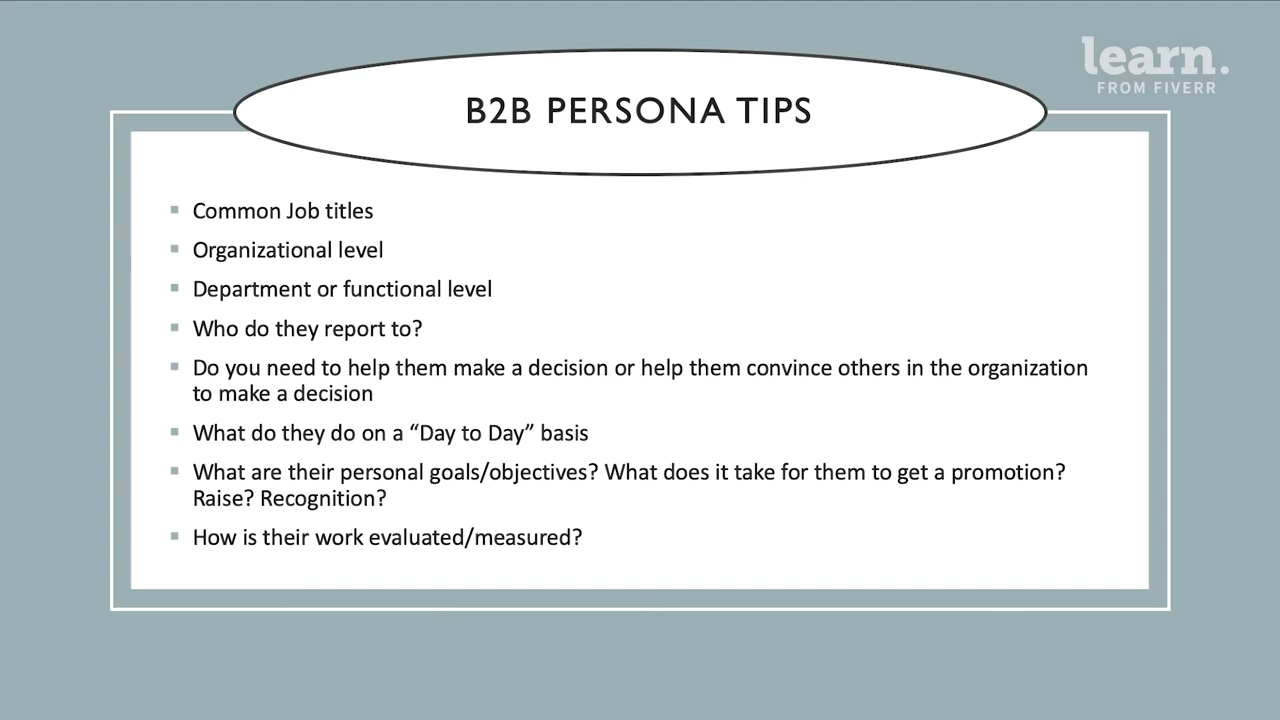 learn.
FROM FIVERR
B2B PERSONA TIPS
Common Job titles
Organizational level
Department or functional level
Who do they report to?
Do you need to help them make a decision or help them convince others in the organization
to make a decision
What do they do on a “Day to Day” basis
What are their personal goals/objectives? What does it take for them to get a promotion?
Raise? Recognition?
How is their work evaluated/measured?